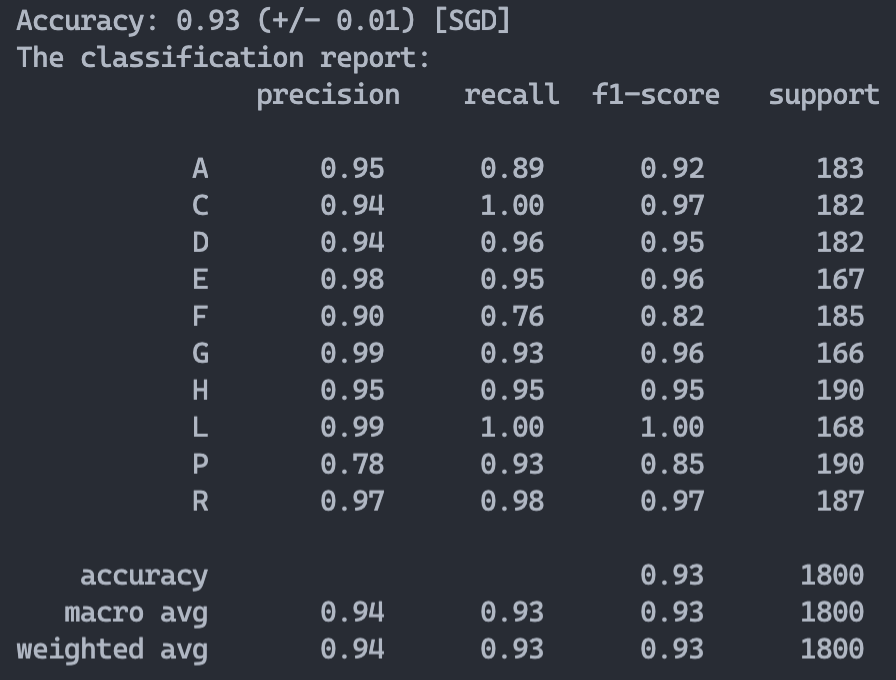 Accuracy: 0.93 (+/- 0.01) [SGD]
The classification report:
precision recall f1-score support
A 0.95 0.89 0.92 183
C 0.94 1.00 0.97 182
D 0.94 0.96 0.95 182
E 0.98 0.95 0.96 167
F 0.90 0.76 0.82 185
G 0.99 0.93 0.96 166
H 0.95 0.95 0.95 190
L 0.99 1.00 1.00 168
P 0.78 0.93 0.85 190
R 0.97 0.98 0.97 187
accuracy 0.93 1800
macro avg 0.94 0.93 0.93 1800
weighted avg 0.94 0.93 0.93 1800